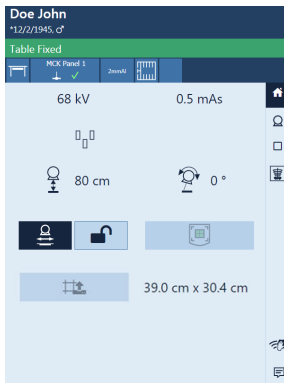 Doe John
*12/2/1945, ♂
Table Fixed
MCK Panel 1
2mmAl
68 kV
0.5 mAs
80 cm
0 °
39.0 cm x 30.4 cm